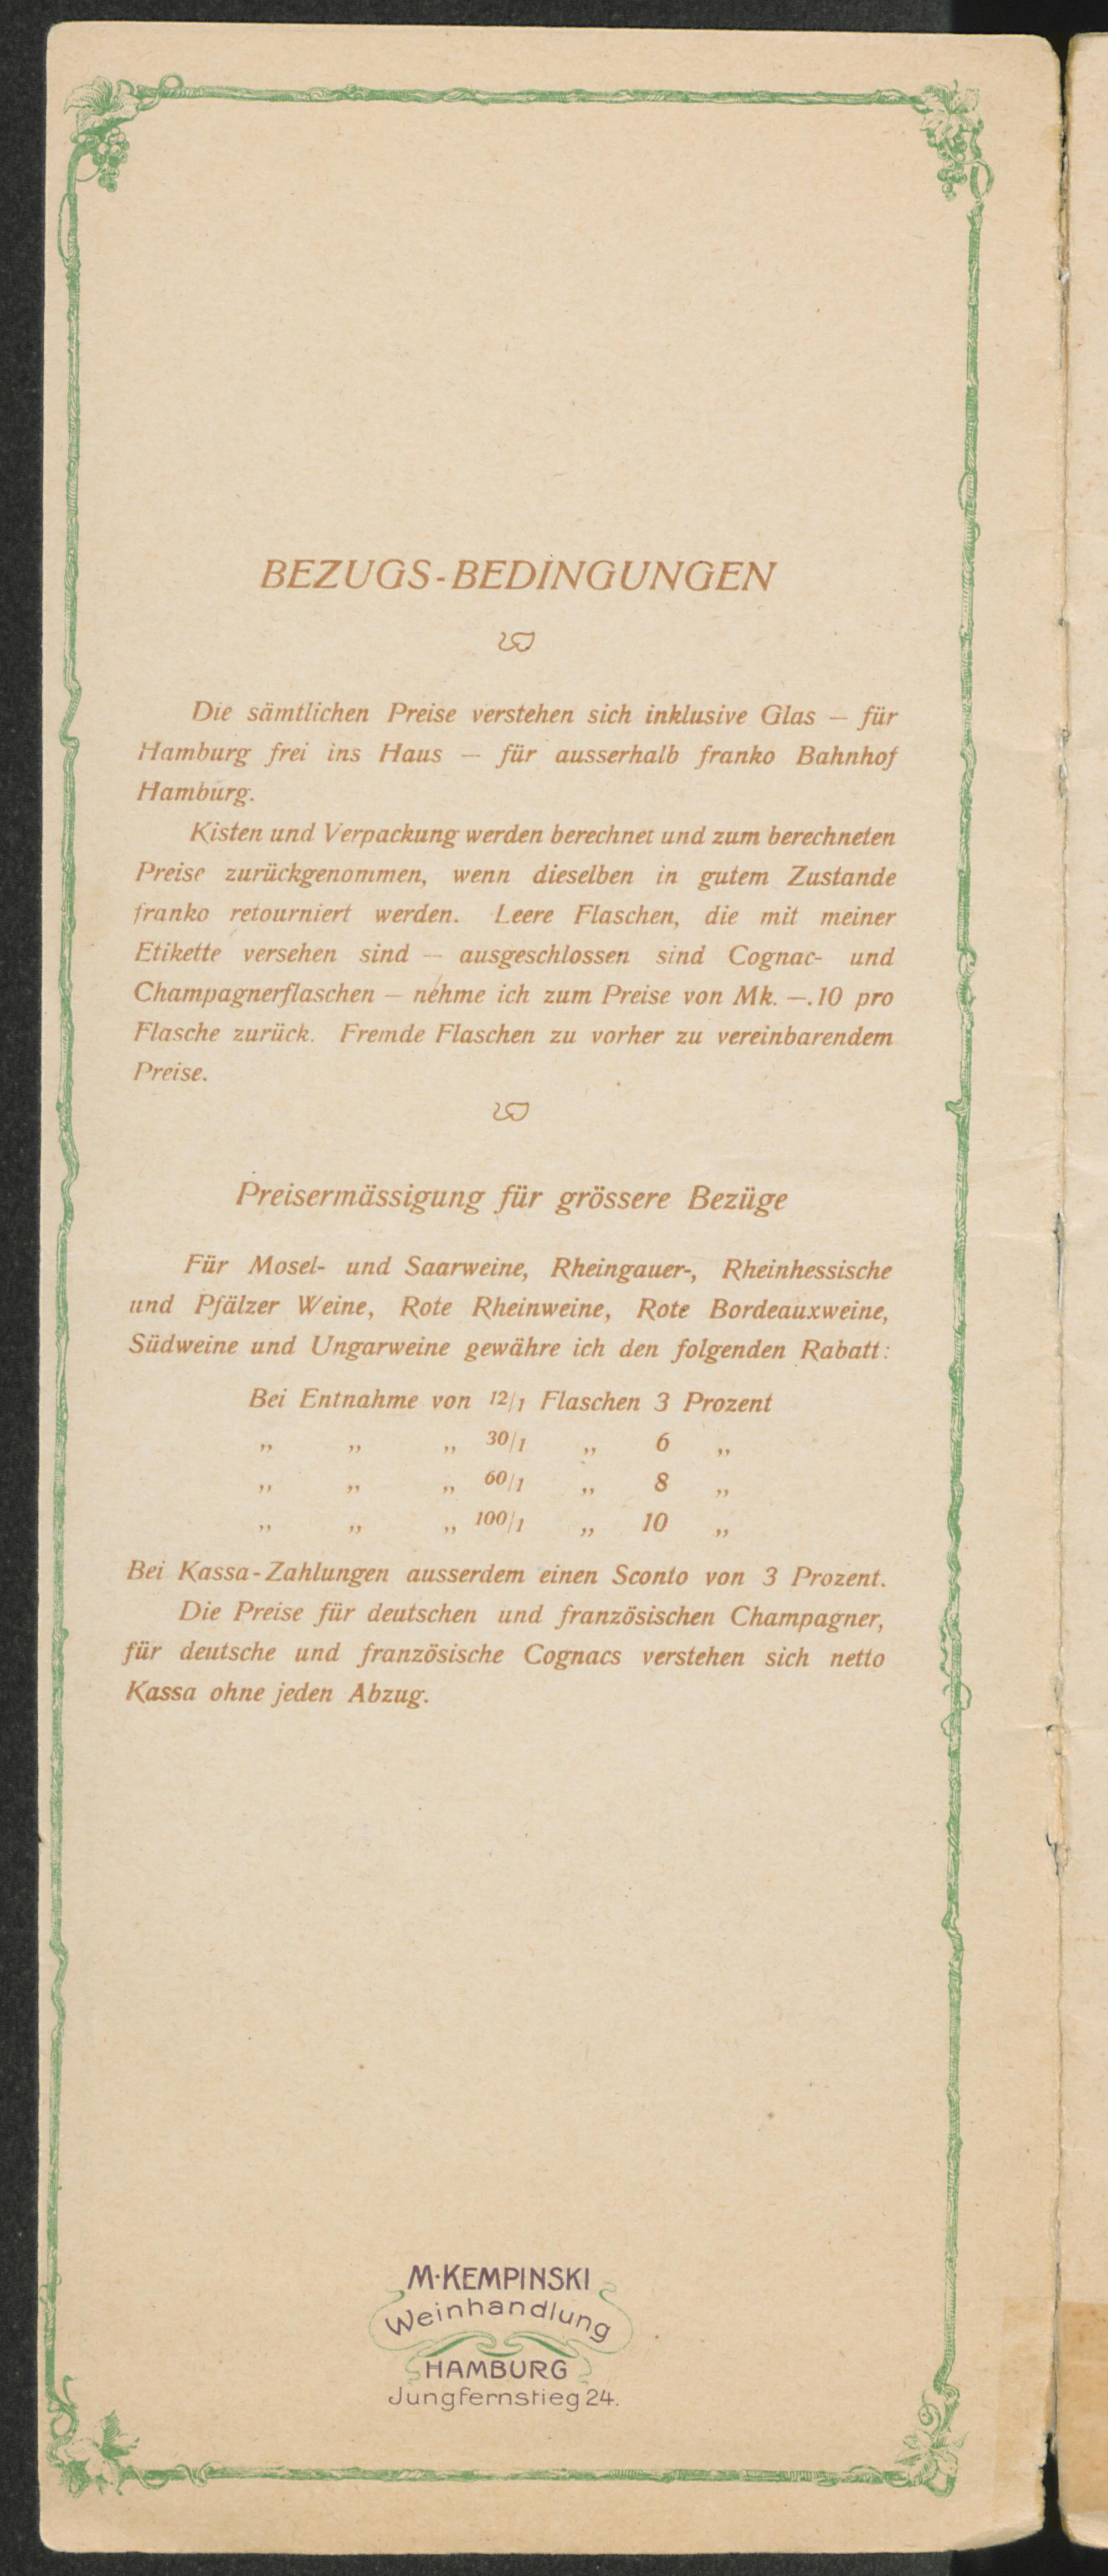 BEZUGS-BEDINGUNGEN
Die sämtlichen Preise verstehen sich inklusive Glas — für
Hamburg frei ins Haus — für ausserhalb franko Bahnhof
Hamburg.
Kisten und Verpackung werden berechnet und zum berechneten
Preise zurückgenommen, wenn dieselben in gutem Zustande
franko retourniert werden. Leere Flaschen, die mit meiner
Etikette versehen sind — ausgeschlossen sind Cognac- und
Champagnerflaschen — nehme ich zum Preise von Mk. —.10 pro
Flasche zurück. Fremde Flaschen zu vorher zu vereinbarendem
Preise.
Preisermässigung für grössere Bezüge
Für Mosel- und Saarweine, Rheingauer-, Rheinhessische
und Pfälzer Weine, Rote Rheinweine, Rote Bordeauxweine,
Südweine und Ungarweine gewähre ich den folgenden Rabatt:
Bei Entnahme von 12/1 Flaschen 3 Prozent
„ „ „ 30/1 „ 6 „
„ „ „ 60/1 „ 8 „
„ „ „ 100/1 „ 10 „
Bei Kassa-Zahlungen ausserdem einen Sconto von 3 Prozent.
Die Preise für deutschen und französischen Champagner,
für deutsche und französische Cognacs verstehen sich netto
Kassa ohne jeden Abzug.
M·KEMPINSKI
Weinhandlung
HAMBURG
Jungfernstieg 24.